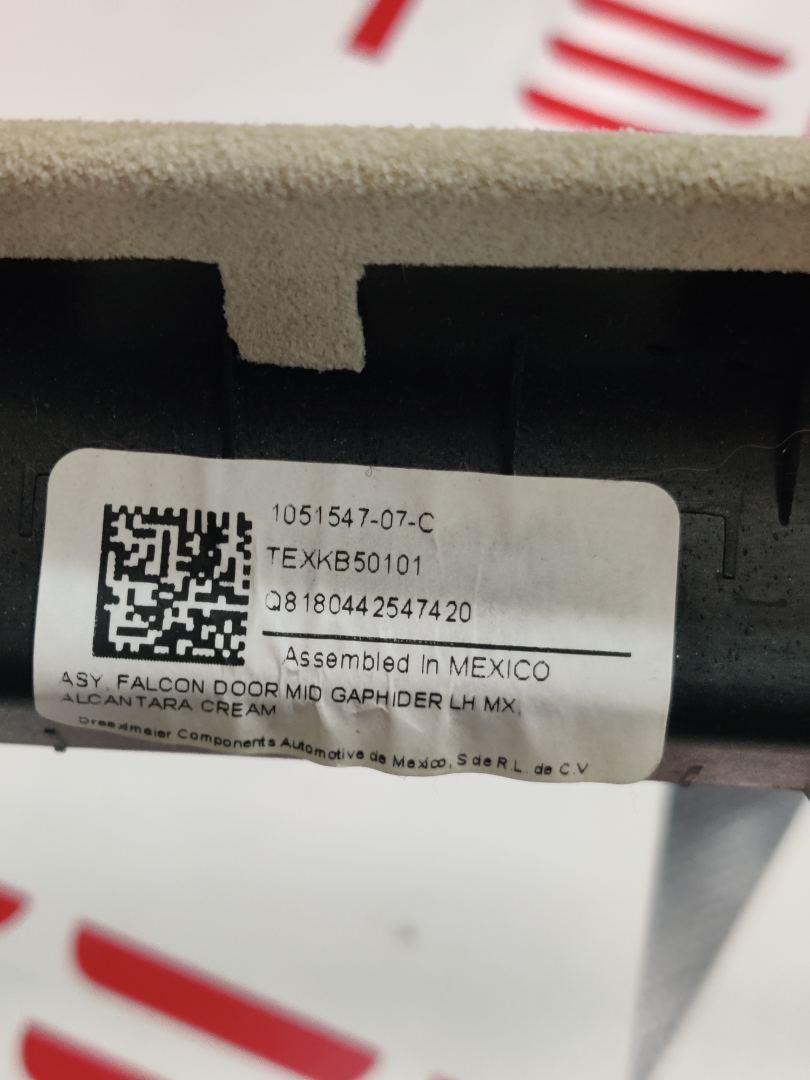 1051547-07-C
TEXKB50101
Q8180442547420
Assembled In MEXICO
ASY, FALCON DOOR MID GAPHIDER LH MX,
ALCANTARA CREAM
Draexlmaier Components Automotive de Mexico, S de R.L. de C.V